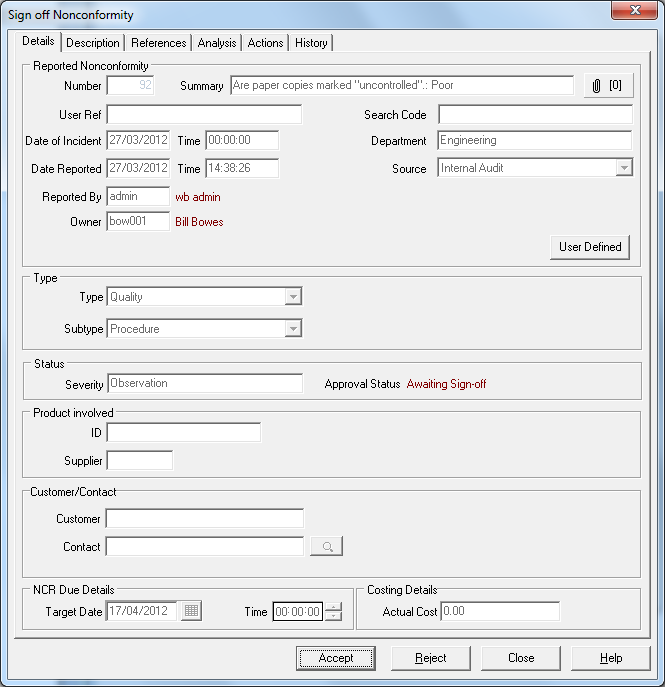 Sign off Nonconformity
Details Description References Analysis Actions History
Reported Nonconformity
Number 92 Summary Are paper copies marked "uncontrolled".: Poor [0]
User Ref Search Code
Date of Incident 27/03/2012 Time 00:00:00 Department Engineering
Date Reported 27/03/2012 Time 14:38:26 Source Internal Audit
Reported By admin wb admin
Owner bow001 Bill Bowes
User Defined
Type
Type Quality
Subtype Procedure
Status
Severity Observation Approval Status Awaiting Sign-off
Product involved
ID
Supplier
Customer/Contact
Customer
Contact
NCR Due Details Costing Details
Target Date 17/04/2012 Time 00:00:00 Actual Cost 0.00
Accept Reject Close Help